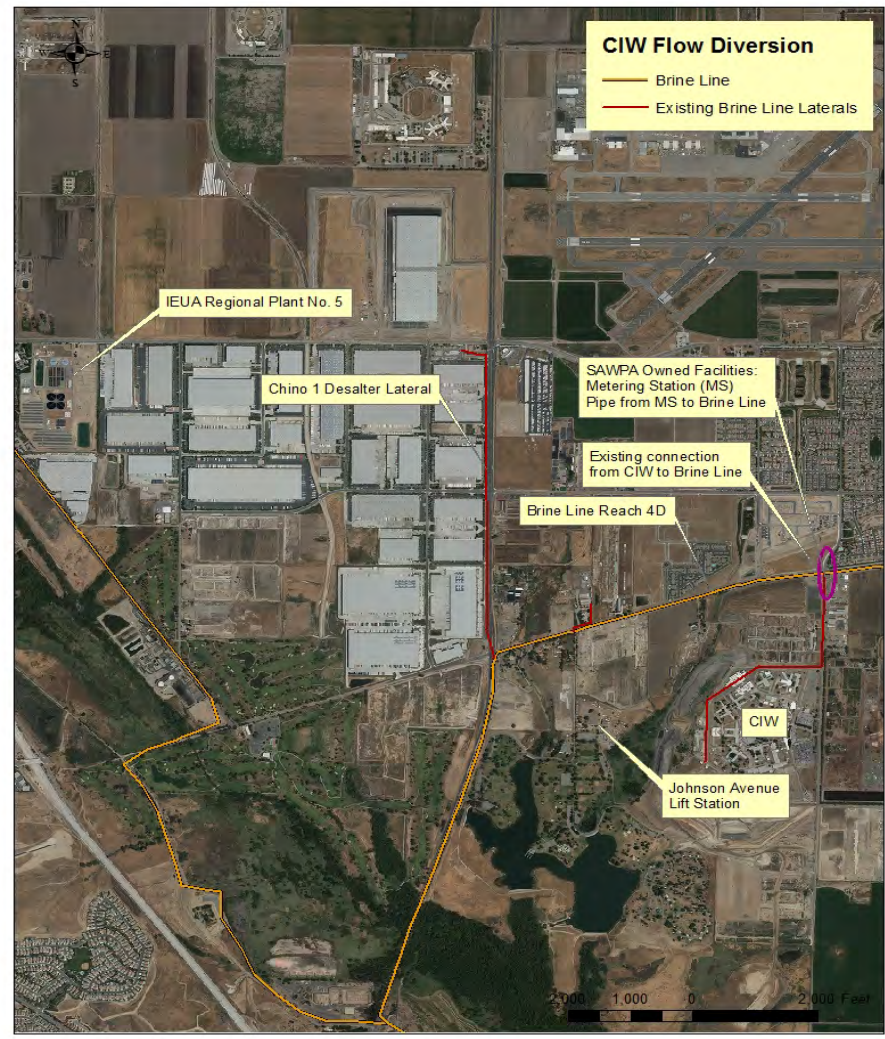 CIW Flow Diversion
Brine Line
Existing Brine Line Laterals
N
E
S
IEUA Regional Plant No. 5
Chino 1 Desalter Lateral
SAWPA Owned Facilities:
Metering Station (MS)
Pipe from MS to Brine Line
Existing connection
from CIW to Brine Line
Brine Line Reach 4D
CIW
Johnson Avenue
Lift Station
2,000 1,000 0 2,000 Feet